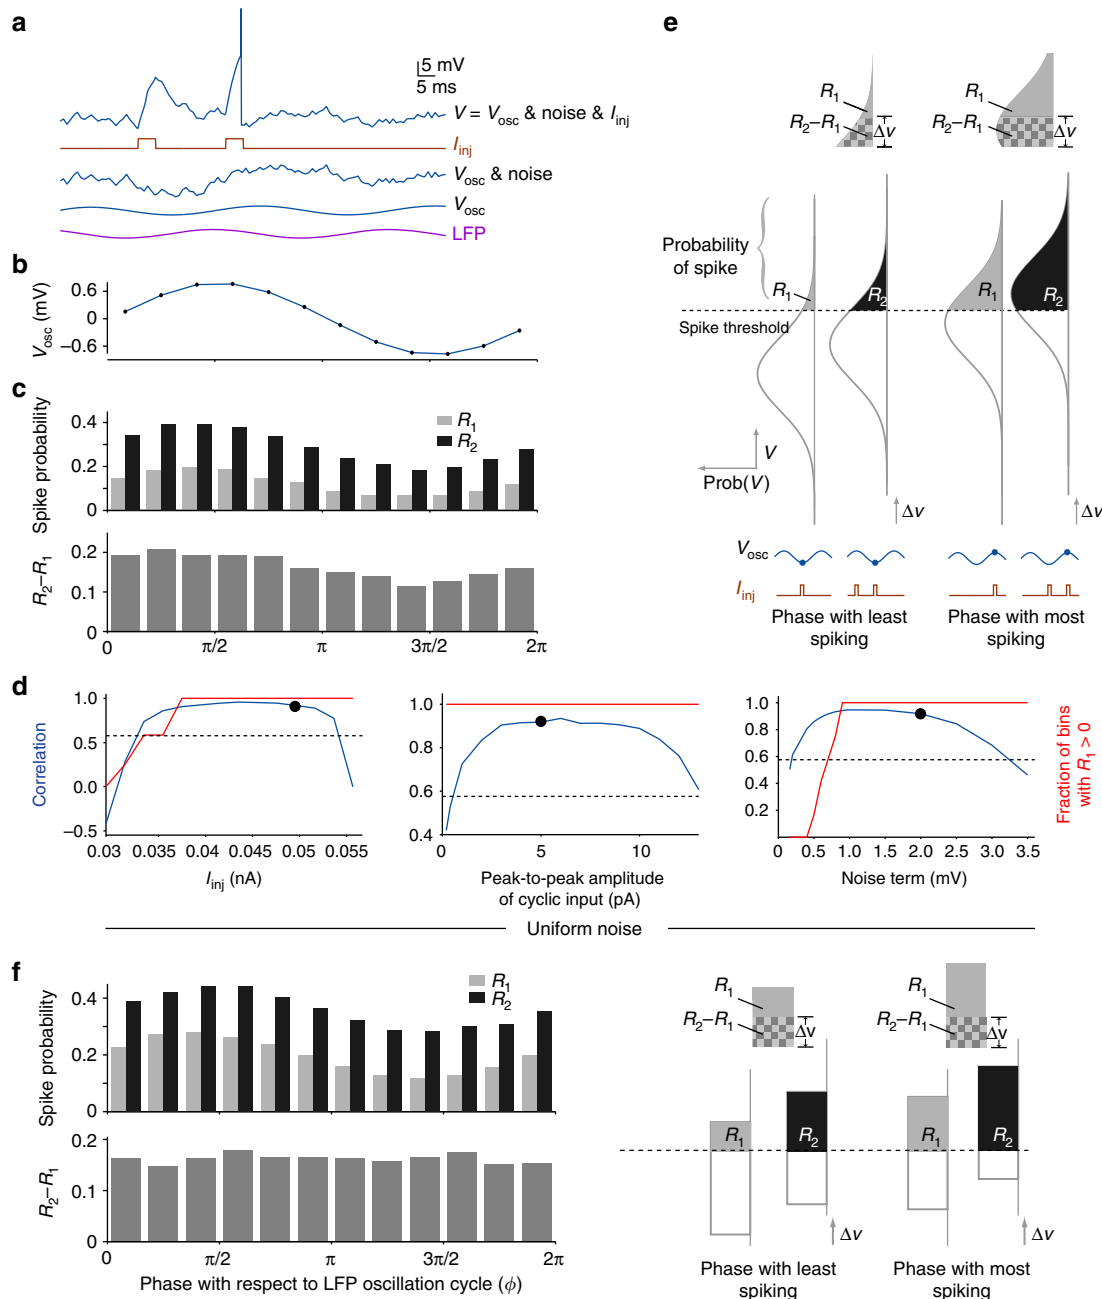 a
5 mV
5 ms
V = Vosc & noise & Iinj
Iinj
Vosc & noise
Vosc
LFP
b
Vosc (mV)
0.6
0
–0.6
c
Spike probability
0.4
0.2
0
R1
R2
R2–R1
0.2
0.1
0
0
π/2
π
3π/2
2π
d
Correlation
1.0
0.5
0.0
–0.5
0.03
0.035
0.04
0.045
0.05
0.055
Iinj (nA)
1.0
0.8
0.6
0.4
0
5
10
Peak-to-peak amplitude
of cyclic input (pA)
1.0
0.8
0.6
0.4
0.2
0
0.5
1.0
1.5
2.0
2.5
3.0
3.5
Noise term (mV)
Fraction of bins
with R1 > 0
e
R1
R2–R1
Δv
R1
R2–R1
Δv
Probability
of spike
R1
R2
R1
R2
Spike threshold
V
Prob(V)
Δv
Δv
Vosc
Iinj
Phase with least
spiking
Phase with most
spiking
Uniform noise
f
Spike probability
0.4
0.2
0
R1
R2
R2–R1
0.2
0.1
0
0
π/2
π
3π/2
2π
Phase with respect to LFP oscillation cycle (ϕ)
R1
R2–R1
Δv
R1
R2–R1
Δv
R1
R2
R1
R2
Δv
Δv
Phase with least
spiking
Phase with most
spiking